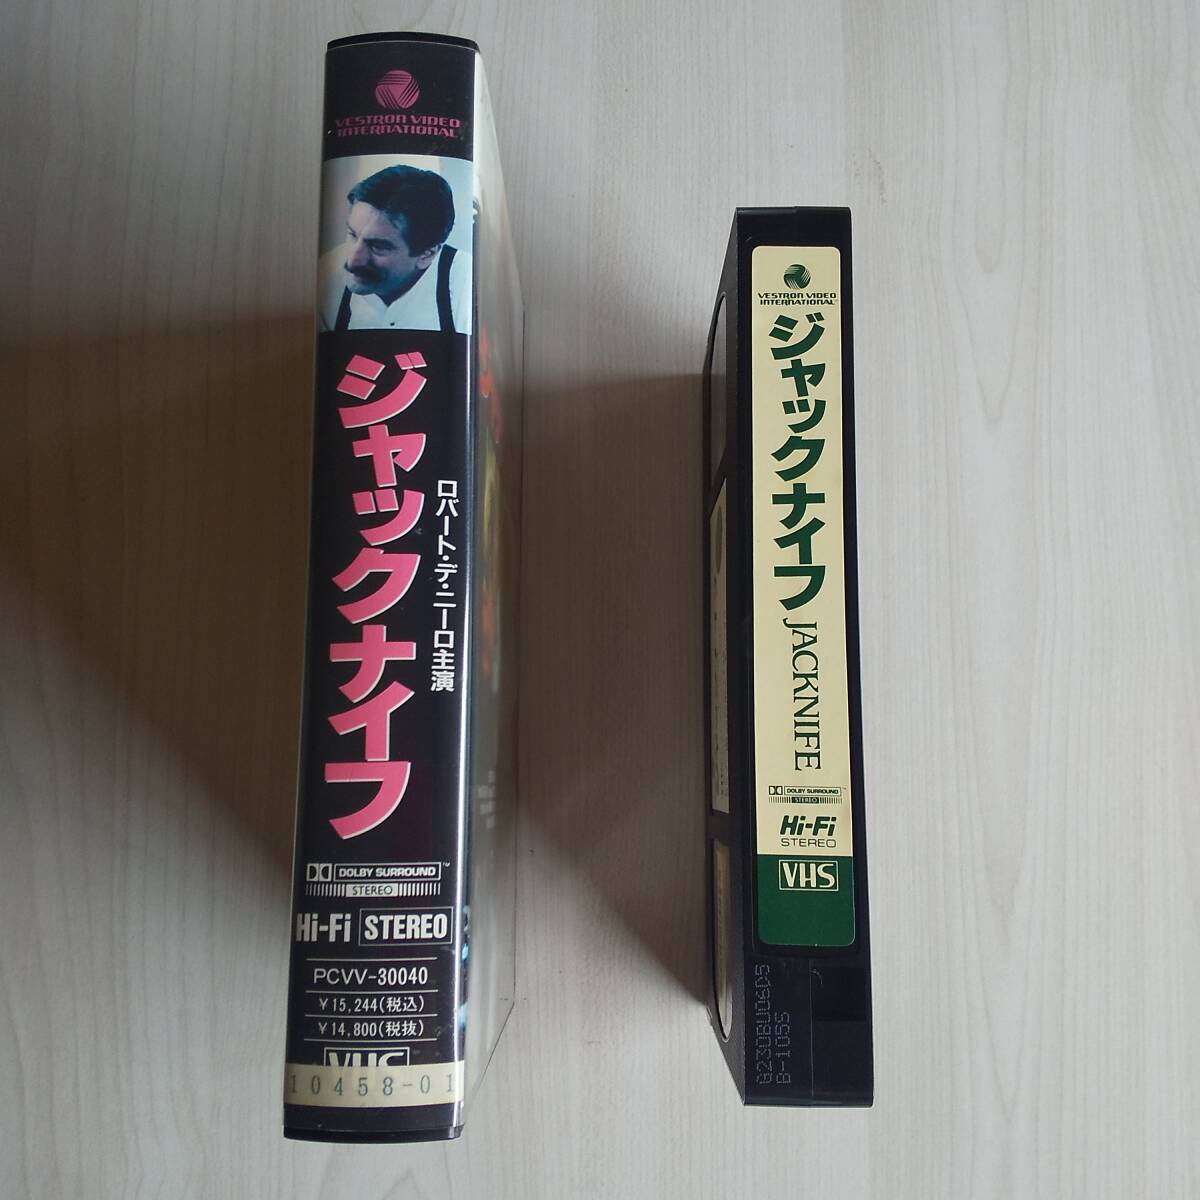 VESTRON VIDEO
INTERNATIONAL
ジャックナイフ
ロバート・デ・ニーロ主演
DOLBY SURROUND™
STEREO
Hi-Fi STEREO
PCVV-30040
￥15,244(税込)
￥14,800(税抜)
VHS
10458-01
VESTRON VIDEO
INTERNATIONAL
ジャックナイフ JACKNIFE
DOLBY SURROUND
STEREO
Hi-Fi
STEREO
VHS
B-1055